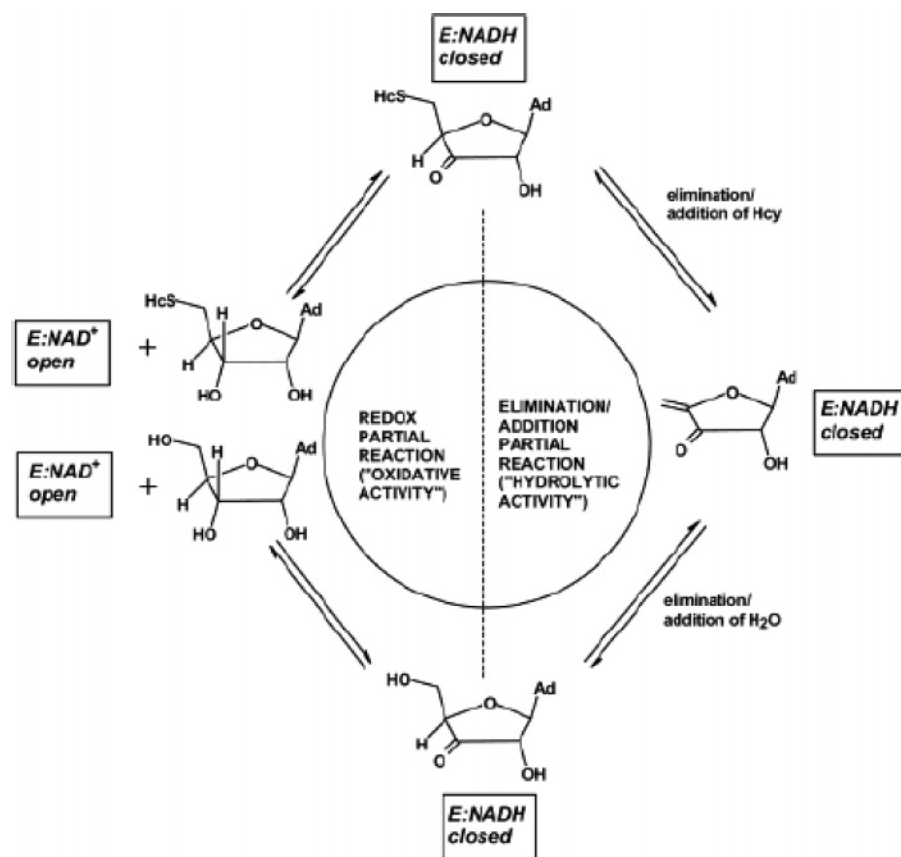 E:NADH
closed
HcS
O
Ad
H
O
OH
elimination/
addition of Hcy
HcS
H
Ad
O
E:NAD+
open
+
H
HO
OH
HO
H
Ad
O
E:NAD+
open
+
H
HO
OH
REDOX
PARTIAL
REACTION
("OXIDATIVE
ACTIVITY")
ELIMINATION/
ADDITION
PARTIAL
REACTION
("HYDROLYTIC
ACTIVITY")
Ad
O
O
OH
E:NADH
closed
elimination/
addition of H2O
HO
Ad
O
H
O
OH
E:NADH
closed